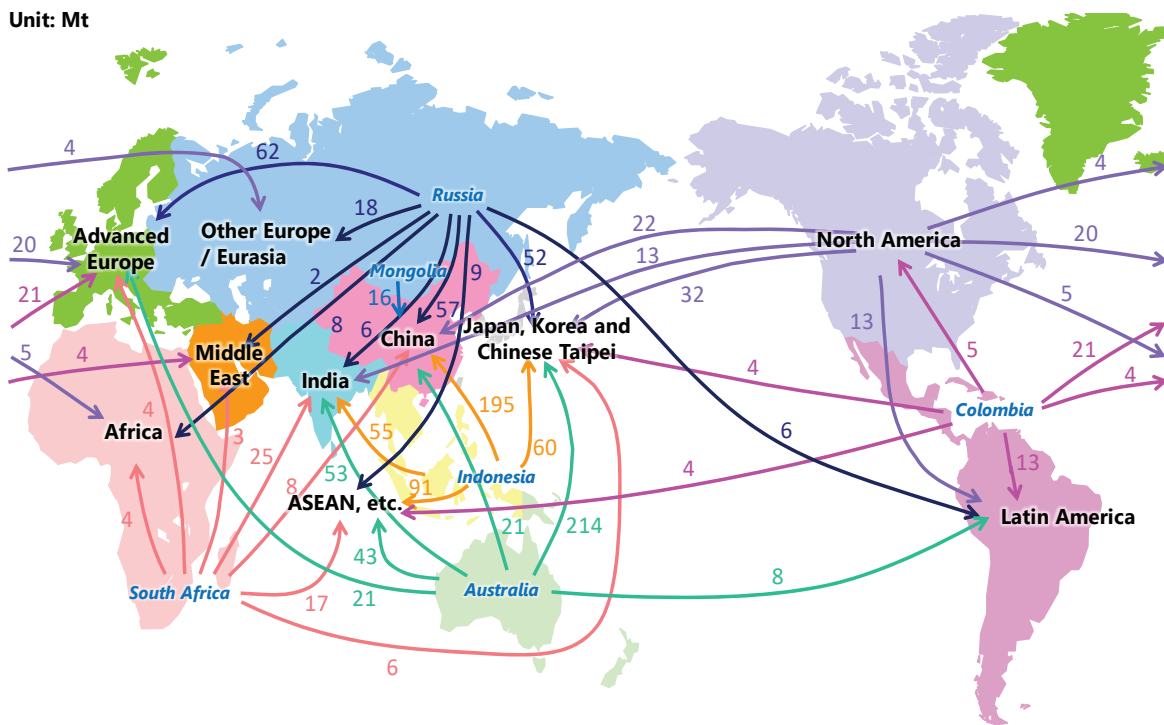 Unit: Mt
4
62
4
Russia
18
22
20
Advanced
Europe
Other Europe
/ Eurasia
North America
20
52
13
9
Mongolia
2
16
21
32
5
57
8
6
China
Japan, Korea and
Chinese Taipei
13
5
4
Middle
East
India
4
5
21
4
Colombia
195
4
Africa
3
55
60
6
25
53
Indonesia
4
13
8
91
ASEAN, etc.
Latin America
4
21
214
43
South Africa
17
21
Australia
8
6